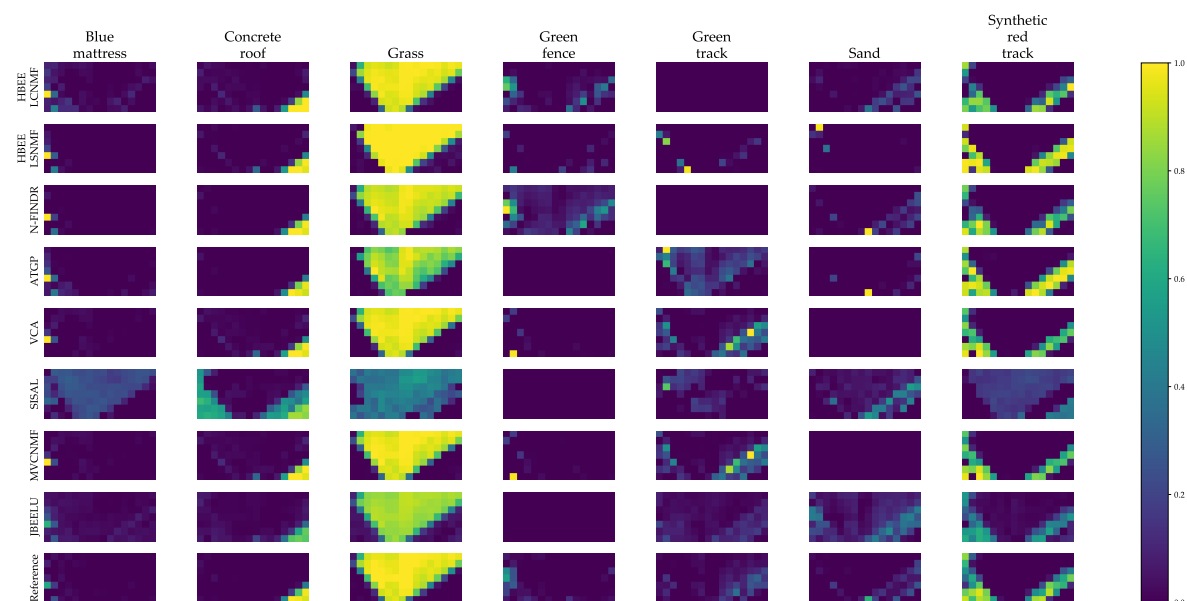 Blue
mattress
Concrete
roof
Grass
Green
fence
Green
track
Sand
Synthetic
red
track
HBEE
LCNMF
HBEE
LSNMF
N-FINDR
ATGP
VCA
SISAL
MVCNMF
JBEELU
Reference
1.0
0.8
0.6
0.4
0.2